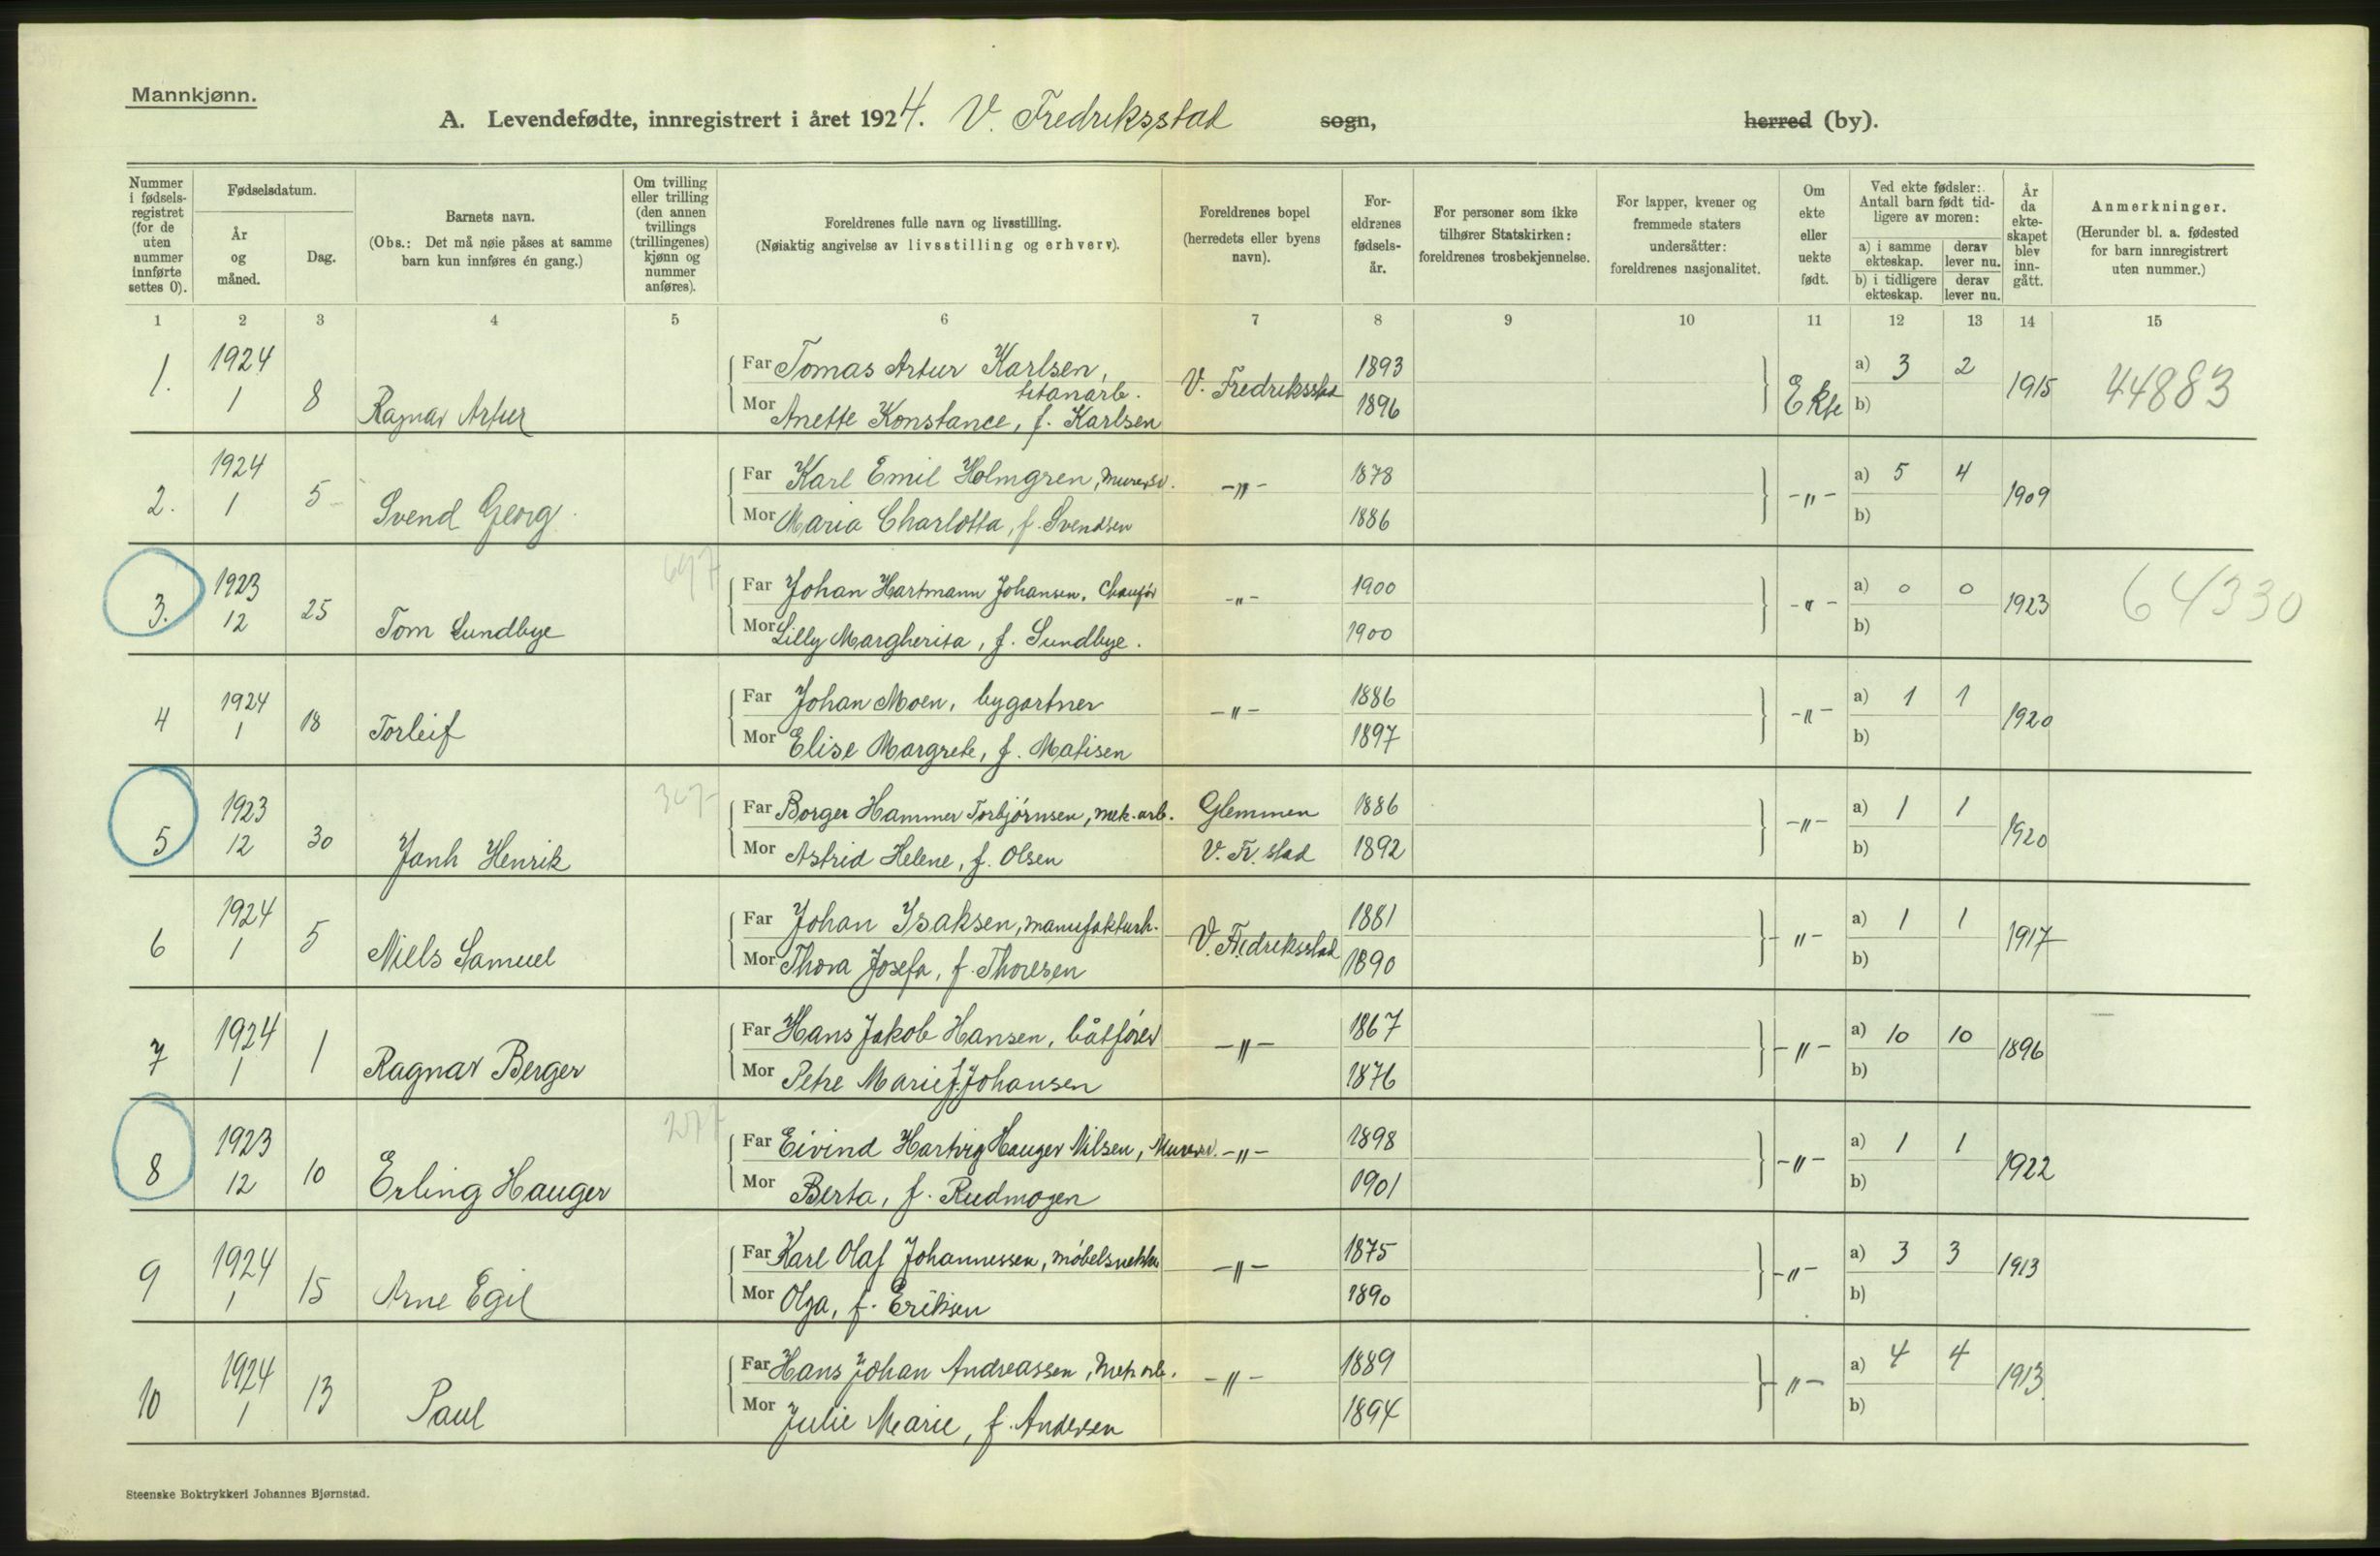 Mannkjønn.
A. Levendefødte, innregistrert i året 1924. V. Fredriksstad sogn, herred (by).
Nummer i fødselsregistret (for de uten nummer innførte settes 0).
Fødselsdatum.
År og måned.
Dag.
Barnets navn.
(Obs.: Det må nøie påses at samme barn kun innføres én gang.)
Om tvilling eller trilling (den annen tvillings (trillingenes) kjønn og nummer anføres).
Foreldrenes fulle navn og livsstilling.
(Nøiaktig angivelse av livsstilling og erhverv).
Foreldrenes bopel (herredets eller byens navn).
Foreldrenes fødselsår.
For personer som ikke tilhører Statskirken: foreldrenes trosbekjennelse.
For lapper, kvener og fremmede staters undersåtter: foreldrenes nasjonalitet.
Om ekte eller uekte født.
Ved ekte fødsler: Antall barn født tidligere av moren:
a) i samme ekteskap. derav lever nu.
b) i tidligere ekteskap. derav lever nu.
År da ekteskapet blev inngått.
Anmerkninger.
(Herunder bl. a. fødested for barn innregistrert uten nummer.)
1 2 3 4 5 6 7 8 9 10 11 12 13 14 15
1. 1924 1 8 Ragnar Artur
Far Tomas Artur Karlsen, titanarb. V. Fredriksstad 1893 Ekte a) 3 2 1915 44883
Mor Anette Konstance, f. Karlsen 1896 b)
2. 1924 1 5 Svend Georg
Far Karl Emil Holmgren, Murersv. -"- 1878 -"- a) 5 4 1909
Mor Maria Charlotta, f. Svendsen 1886 b)
3. 1923 12 25 Tom Sundbye
Far Johan Hartmann Johansen. Chaufør -"- 1900 -"- a) 0 0 1923 64330
Mor Lilly Margherita, f. Sundbye. 1900 b)
4 1924 1 18 Torleif
Far Johan Moen, bygartner -"- 1886 -"- a) 1 1 1920
Mor Elise Margrete, f. Matisen 1897 b)
5 1923 12 30 Janh Henrik
Far Borger Hammer Torbjørnsen, mek. arb. Glemmen 1886 -"- a) 1 1 1920
Mor Astrid Helene, f. Olsen V. Fr. stad 1892 b)
6 1924 1 5 Niels Samuel
Far Johan Isaksen, manufakturh. V. Fredriksstad 1881 -"- a) 1 1 1917
Mor Thora Josefa, f. Thoresen 1890 b)
7 1924 1 1 Ragnar Berger
Far Hans Jakob Hansen, båtfører -"- 1867 -"- a) 10 10 1896
Mor Petre Marie f. Johansen 1876 b)
8 1923 12 10 Erling Hauger
Far Eivind Hartvig Hauger Nilsen, Murersv. -"- 1898 -"- a) 1 1 1922
Mor Berta, f. Rudmogen 1901 b)
9 1924 1 15 Arne Egil
Far Karl Olaf Johannessen, møbelsnekker -"- 1875 -"- a) 3 3 1913
Mor Olga, f. Eriksen 1890 b)
10 1924 1 13 Paul
Far Hans Johan Andreassen, Mek arb. -"- 1889 -"- a) 4 4 1913
Mor Julie Marie, f. Andersen 1894 b)
Steenske Boktrykkeri Johannes Bjørnstad.